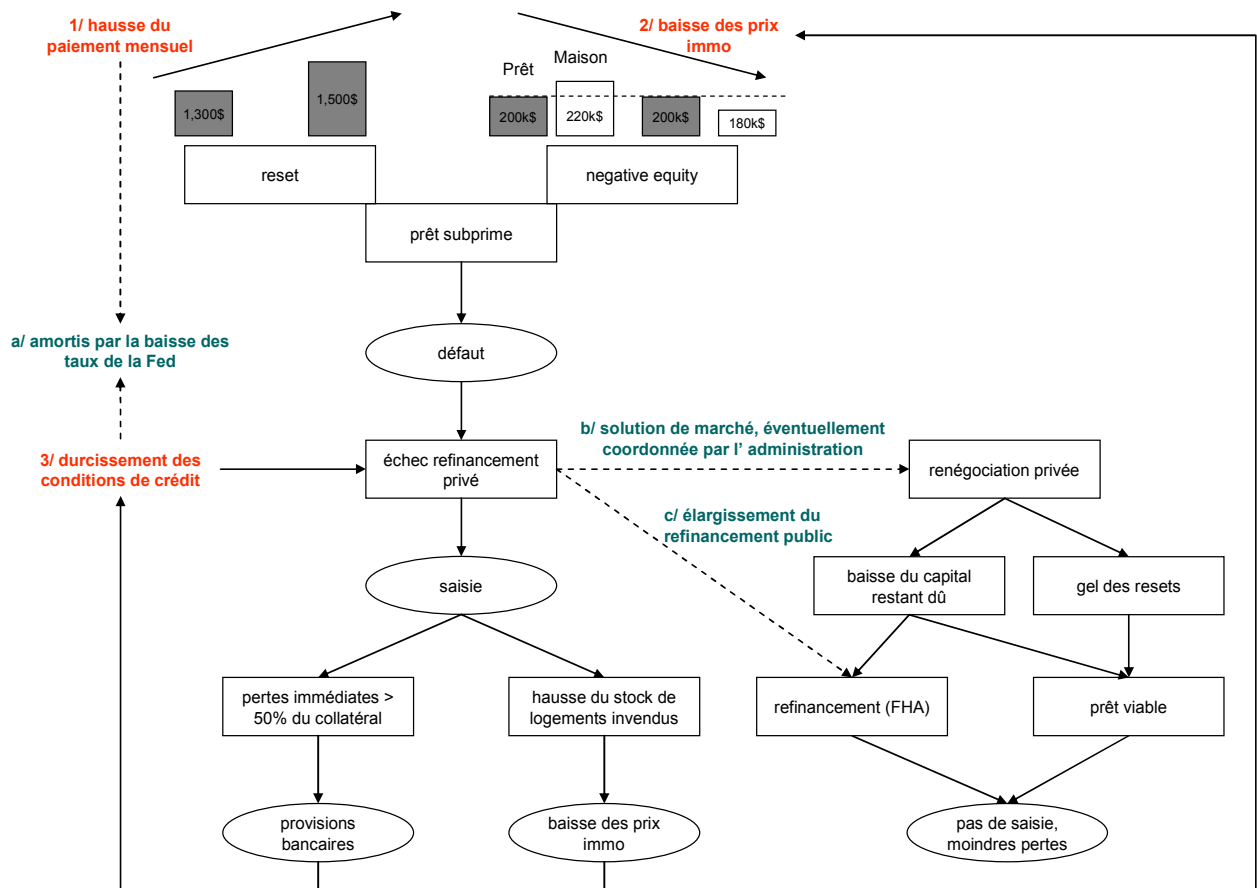 1/ hausse du
paiement mensuel
2/ baisse des prix
immo
Prêt
Maison
1,300$
1,500$
200k$
220k$
200k$
180k$
reset
negative equity
prêt subprime
a/ amortis par la baisse des
taux de la Fed
défaut
b/ solution de marché, éventuellement
coordonnée par l' administration
3/ durcissement des
conditions de crédit
échec refinancement
privé
renégociation privée
c/ élargissement du
refinancement public
saisie
baisse du capital
restant dû
gel des resets
pertes immédiates >
50% du collatéral
hausse du stock de
logements invendus
refinancement (FHA)
prêt viable
provisions
bancaires
baisse des prix
immo
pas de saisie,
moindres pertes